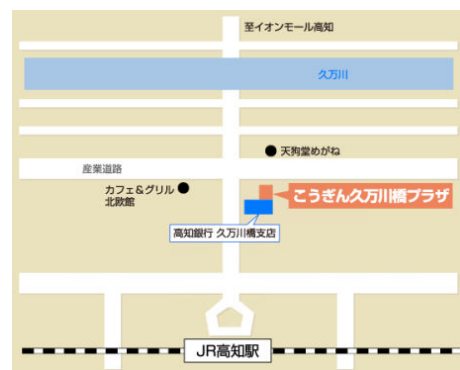 至イオンモール高知
久万川
天狗堂めがね
産業道路
カフェ&グリル
北欧館
こうぎん久万川橋プラザ
高知銀行 久万川橋支店
JR高知駅